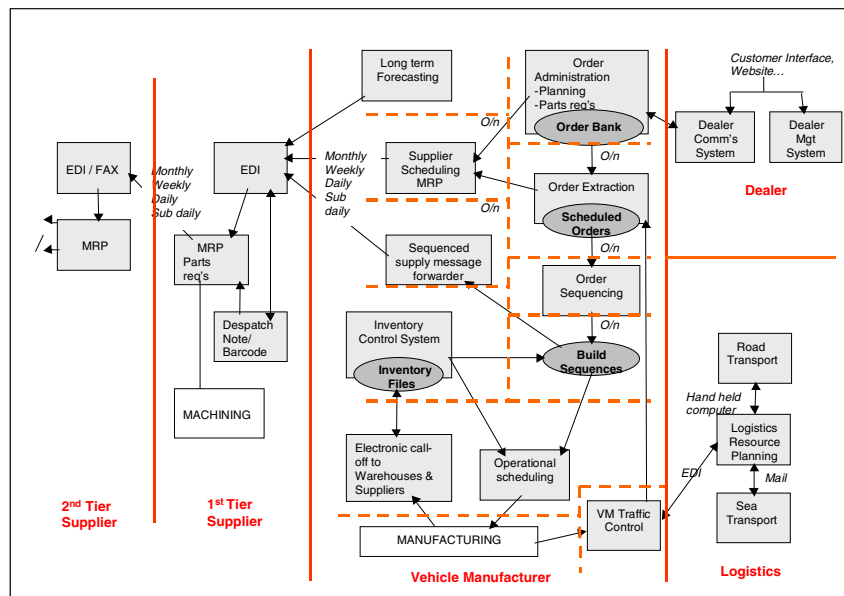 Long term
Forecasting
Order
Administration
-Planning
-Parts req's
Order Bank
O/n
Customer Interface,
Website…
Dealer
Comm's
System
Dealer
Mgt
System
Dealer
EDI / FAX
MRP
/
Monthly
Weekly
Daily
Sub daily
EDI
Monthly
Weekly
Daily
Sub
daily
Supplier
Scheduling
MRP
O/n
O/n
Order Extraction
Scheduled
Orders
O/n
MRP
Parts
req's
Sequenced
supply message
forwarder
Order
Sequencing
O/n
Despatch
Note/
Barcode
Inventory
Control System
Inventory
Files
Build
Sequences
MACHINING
Road
Transport
Hand held
computer
Logistics
Resource
Planning
EDI
Mail
Sea
Transport
Electronic call-
off to
Warehouses &
Suppliers
Operational
scheduling
VM Traffic
Control
MANUFACTURING
2nd Tier
Supplier
1st Tier
Supplier
Vehicle Manufacturer
Logistics